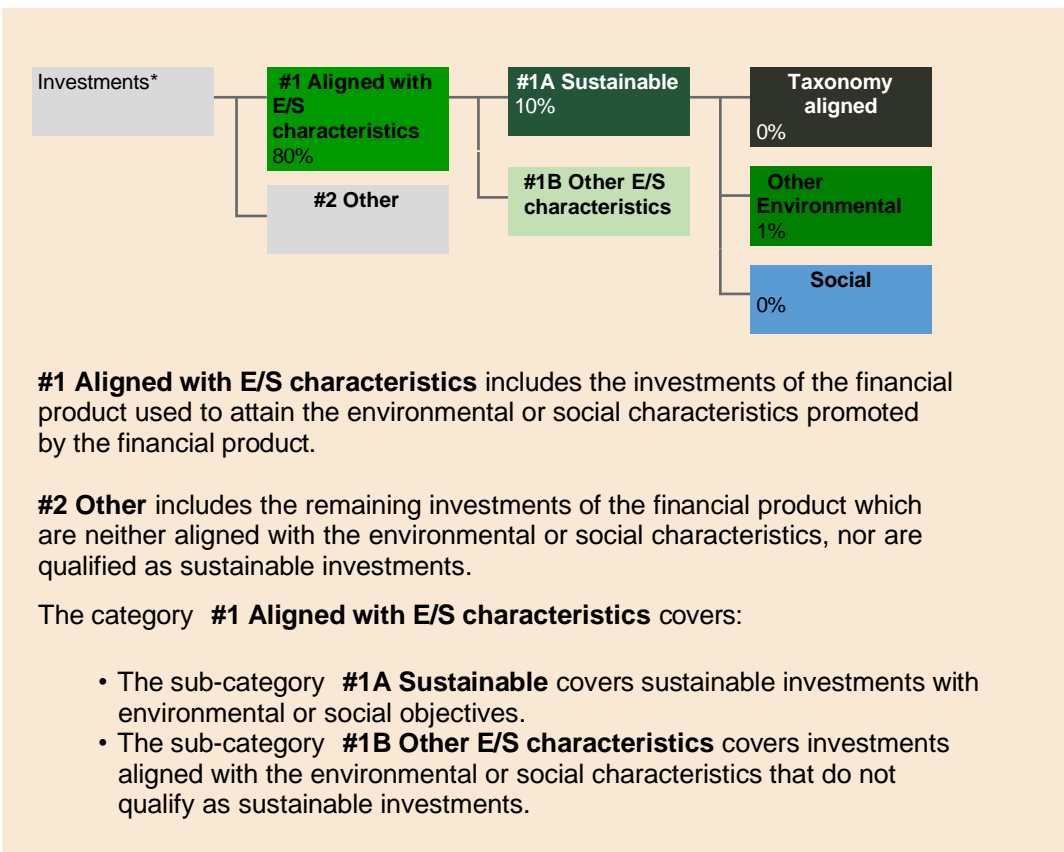 Investments*
#1 Aligned with
E/S
characteristics
80%
#2 Other
#1A Sustainable
10%
#1B Other E/S
characteristics
Taxonomy
aligned
0%
Other
Environmental
1%
Social
0%
#1 Aligned with E/S characteristics includes the investments of the financial
product used to attain the environmental or social characteristics promoted
by the financial product.
#2 Other includes the remaining investments of the financial product which
are neither aligned with the environmental or social characteristics, nor are
qualified as sustainable investments.
The category #1 Aligned with E/S characteristics covers:
• The sub-category #1A Sustainable covers sustainable investments with
environmental or social objectives.
• The sub-category #1B Other E/S characteristics covers investments
aligned with the environmental or social characteristics that do not
qualify as sustainable investments.